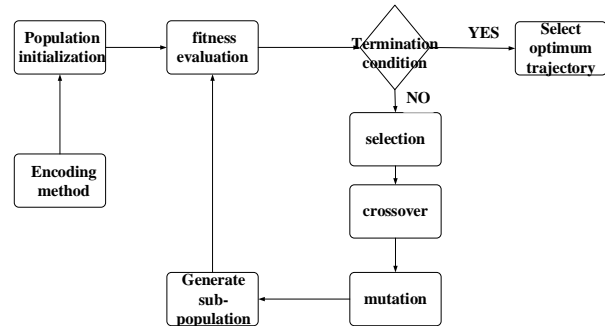 Population
initialization
fitness
evaluation
Termination
condition
YES
Select
optimum
trajectory
NO
selection
Encoding
method
crossover
Generate
sub-
population
mutation